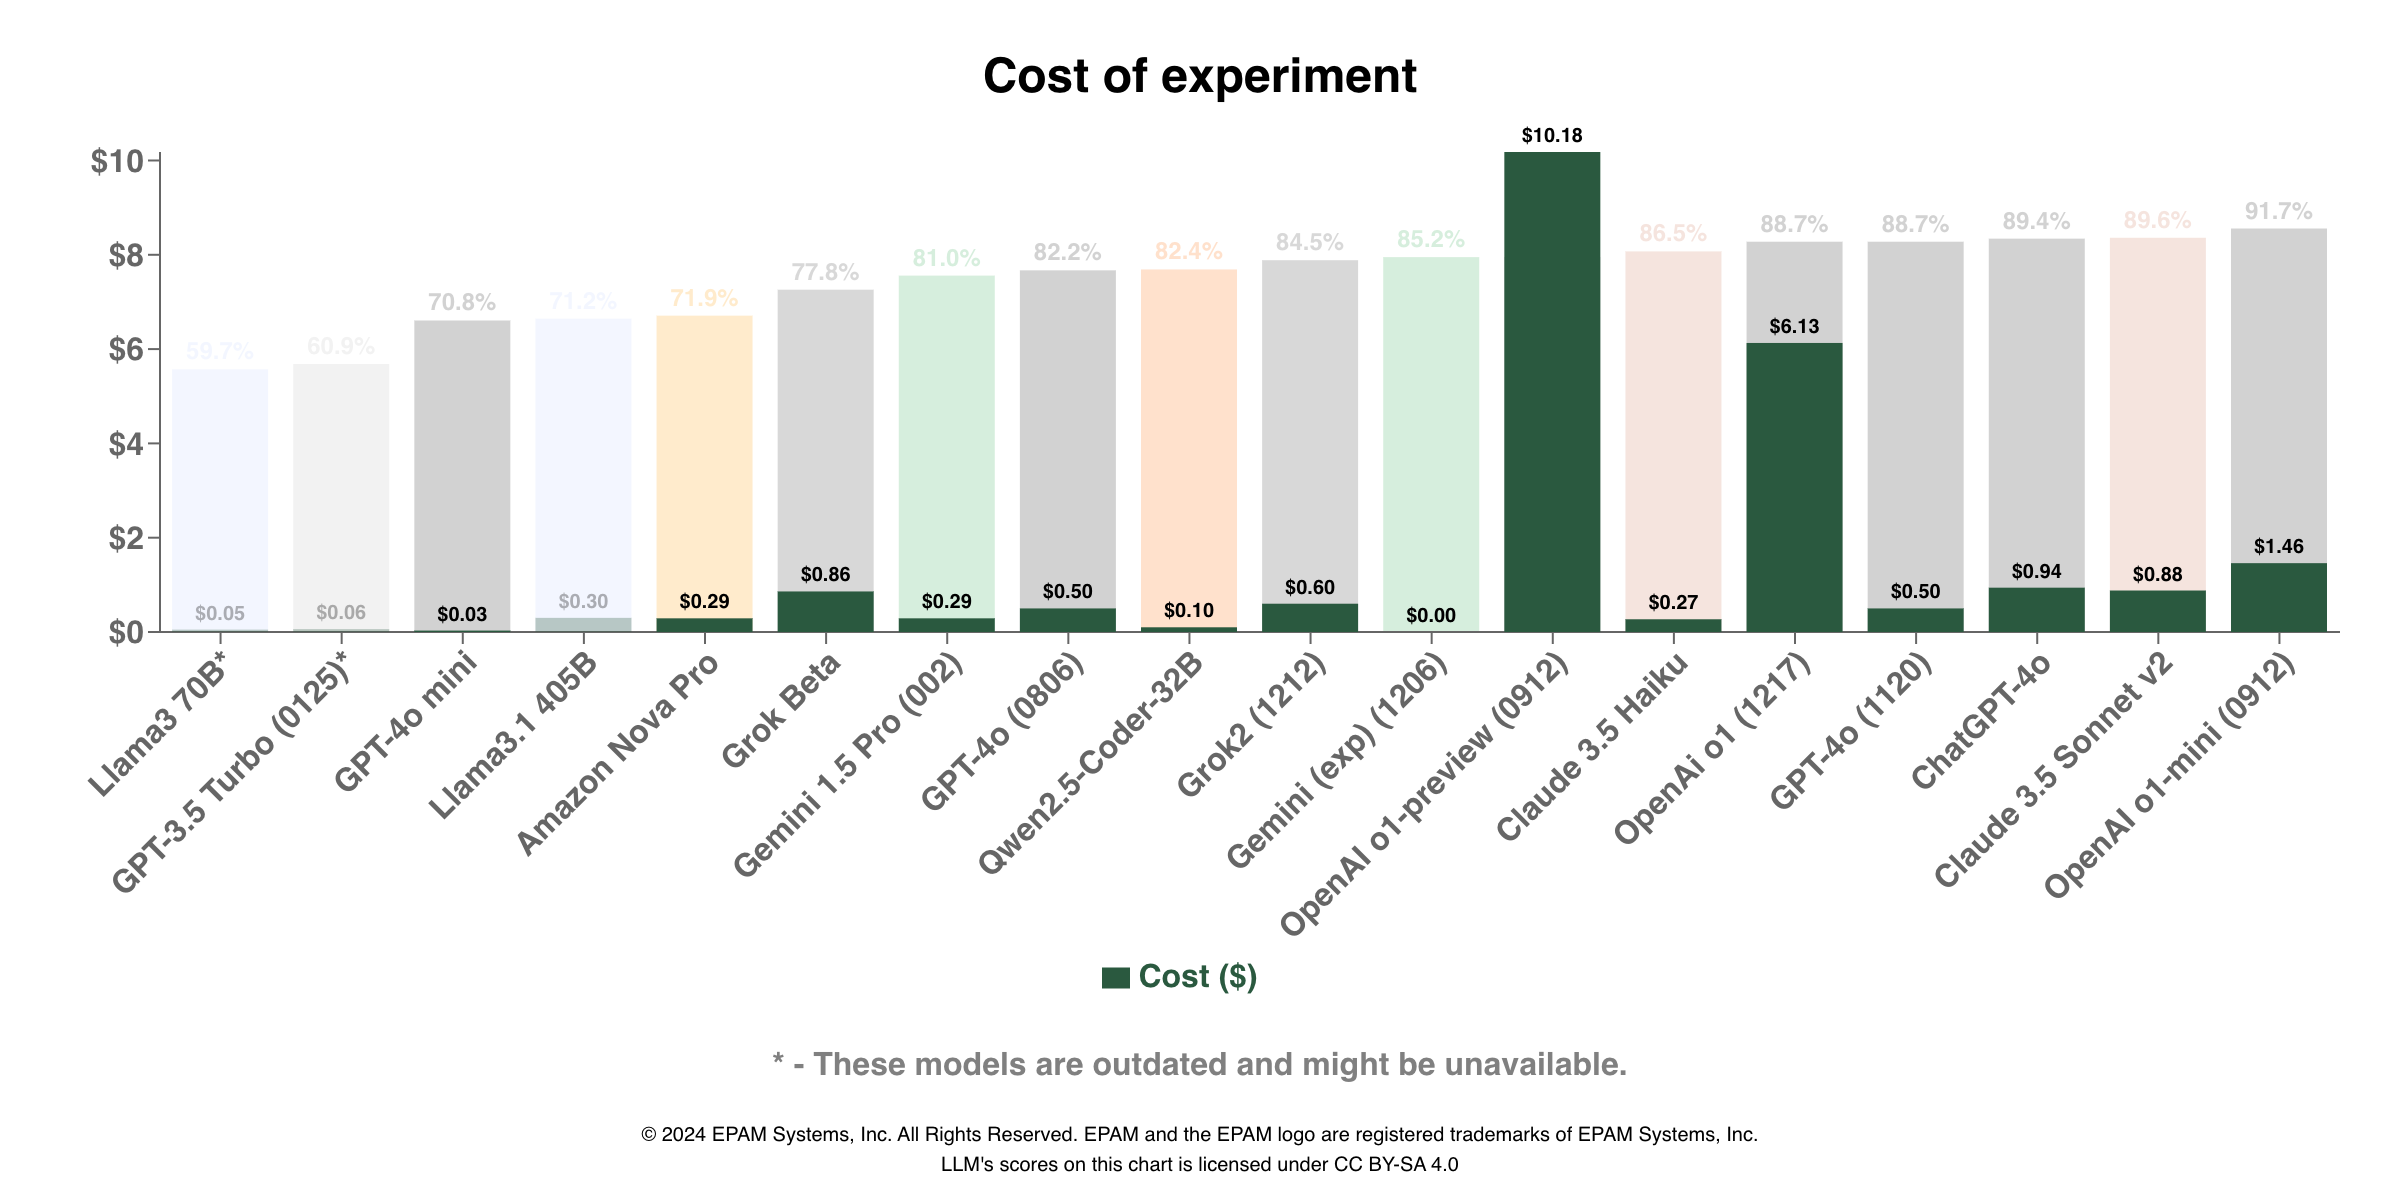 Cost of experiment
$10
$8
$6
$4
$2
$0
59.7%
60.9%
70.8%
71.2%
71.9%
77.8%
81.0%
82.2%
82.4%
84.5%
85.2%
86.5%
88.7%
88.7%
89.4%
89.6%
91.7%
$0.05
$0.06
$0.03
$0.30
$0.29
$0.86
$0.29
$0.50
$0.10
$0.60
$0.00
$10.18
$0.27
$6.13
$0.50
$0.94
$0.88
$1.46
Llama3 70B*
GPT-3.5 Turbo (0125)*
GPT-4o mini
Llama3.1 405B
Amazon Nova Pro
Grok Beta
Gemini 1.5 Pro (002)
GPT-4o (0806)
Qwen2.5-Coder-32B
Grok2 (1212)
Gemini (exp) (1206)
OpenAI o1-preview (0912)
Claude 3.5 Haiku
OpenAi o1 (1217)
GPT-4o (1120)
ChatGPT-4o
Claude 3.5 Sonnet v2
OpenAI o1-mini (0912)
Cost ($)
* - These models are outdated and might be unavailable.
© 2024 EPAM Systems, Inc. All Rights Reserved. EPAM and the EPAM logo are registered trademarks of EPAM Systems, Inc.
LLM's scores on this chart is licensed under CC BY-SA 4.0